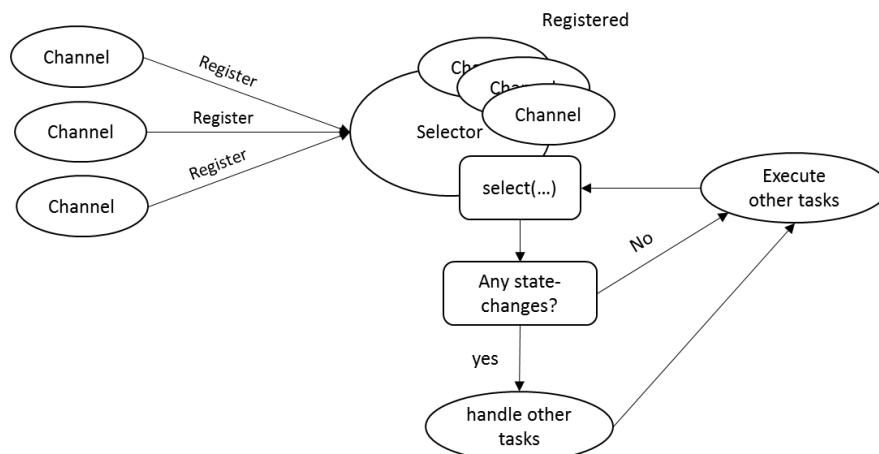 Registered
Channel
Register
Channel
Register
Channel
Register
Channel
Selector
select(...)
Execute
other tasks
No
Any state-
changes?
yes
handle other
tasks